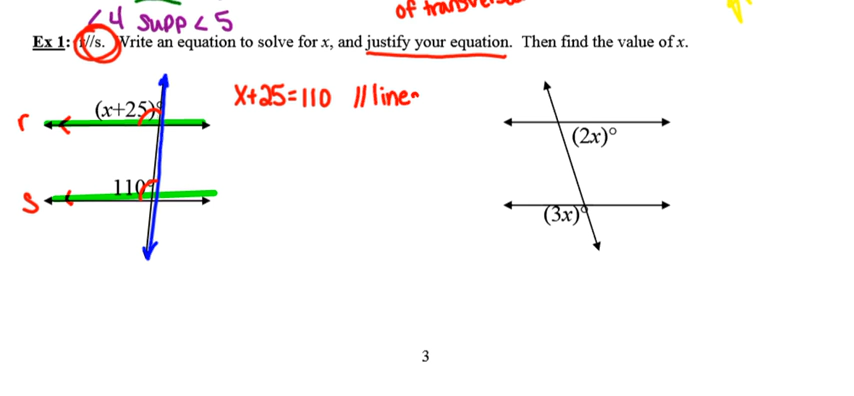 <4 supp <5
of transvers
Ex 1: r//s. Write an equation to solve for x, and justify your equation. Then find the value of x.
(x+25)° x+25=110 // line
r
(2x)°
110
s
(3x)°
3